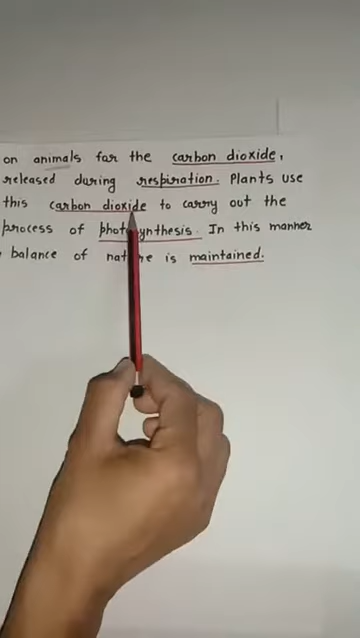 on animals for the carbon dioxide,
released during respiration. Plants use
this carbon dioxide to carry out the
process of photosynthesis. In this manner
balance of nature is maintained.